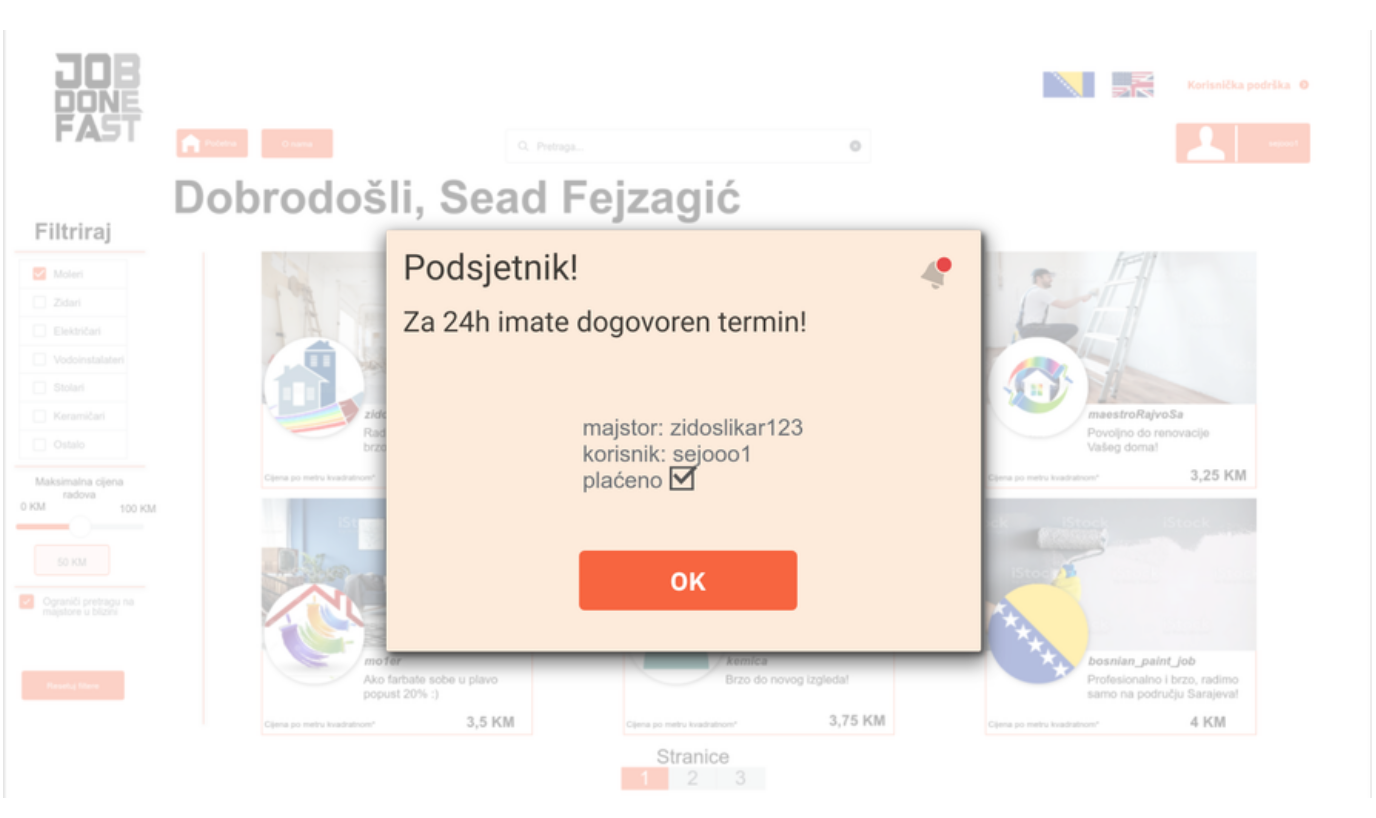 JOB
DONE
FAST
Korisnička podrška
Početna
O nama
Pretraga...
sejooo1
Dobrodošli, Sead Fejzagić
Filtriraj
Moleri
Zidari
Električari
Vodoinstalateri
Stolari
Keramičari
Ostalo
Maksimalna cijena
radova
0 KM
100 KM
50 KM
Ograniči pretragu na
majstore u blizini
Podsjetnik!
Za 24h imate dogovoren termin!
majstor: zidoslikar123
korisnik: sejooo1
plaćeno
OK
Cijena po metru kvadratnom*
maestroRajvoSa
Povoljno do renovacije
Vašeg doma!
Cijena po metru kvadratnom*
3,25 KM
mo1er
Ako farbate sobe u plavo
popust 20% :)
Cijena po metru kvadratnom*
3,5 KM
kemica
Brzo do novog izgleda!
Cijena po metru kvadratnom*
3,75 KM
iStock
iStock
iStock
bosnian_paint_job
Profesionalno i brzo, radimo
samo na području Sarajeva!
Cijena po metru kvadratnom*
4 KM
Stranice
1 2 3